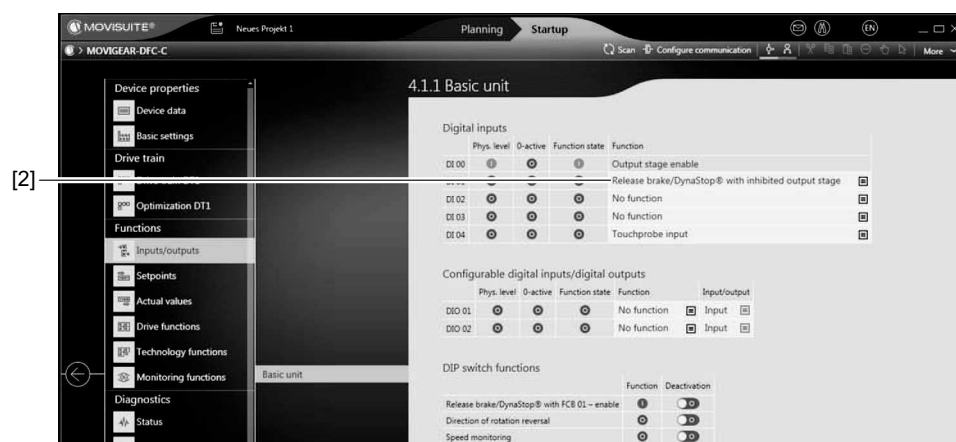 MOVISUITE® Neues Projekt 1 Planning Startup EN
> MOVIGEAR-DFC-C Scan Configure communication More
4.1.1 Basic unit
Device properties
Device data
Basic settings
Drive train
Optimization DT1
Functions
Inputs/outputs
Setpoints
Actual values
Drive functions
Technology functions
Monitoring functions
Diagnostics
Status
Basic unit
[2]
Digital inputs
Phys. level 0-active Function state Function
DI 00 Output stage enable
Release brake/DynaStop® with inhibited output stage
DI 02 No function
DI 03 No function
DI 04 Touchprobe input
Configurable digital inputs/digital outputs
Phys. level 0-active Function state Function Input/output
DIO 01 No function Input
DIO 02 No function Input
DIP switch functions
Function Deactivation
Release brake/DynaStop® with FCB 01 – enable
Direction of rotation reversal
Speed monitoring